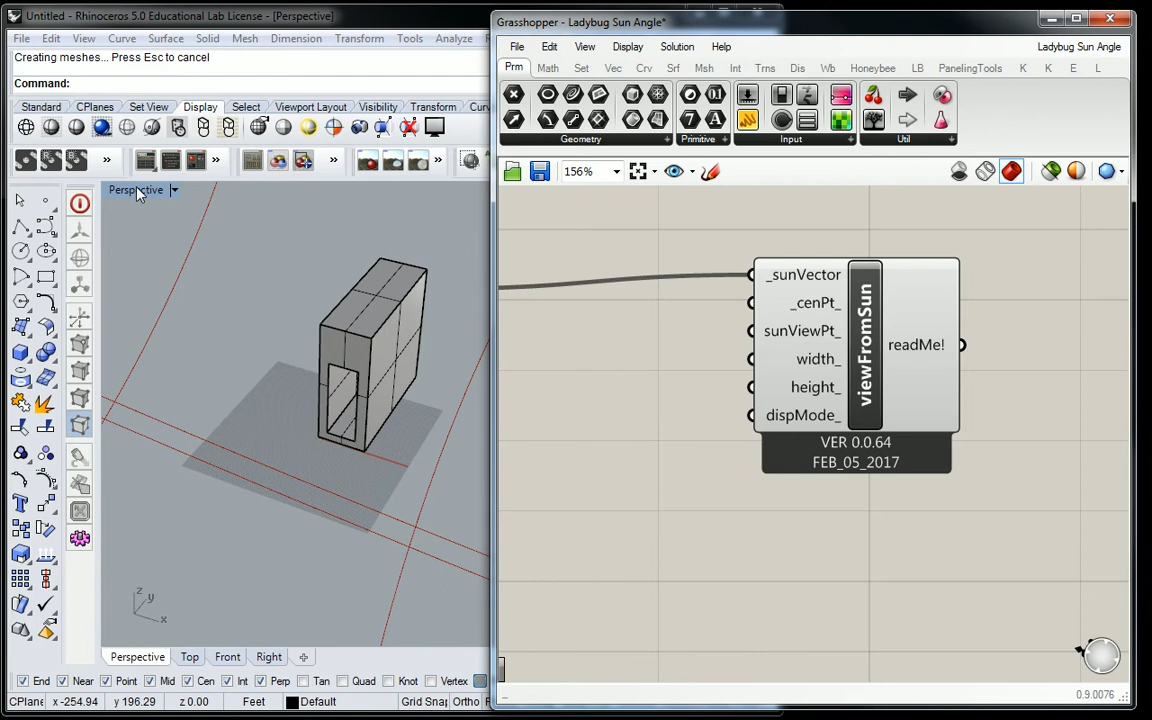 Untitled - Rhinoceros 5.0 Educational Lab License - [Perspective]
File Edit View Curve Surface Solid Mesh Dimension Transform Tools Analyze
Creating meshes... Press Esc to cancel
Command:
Standard CPlanes Set View Display Select Viewport Layout Visibility Transform Curv
Perspective
z
y
x
Perspective Top Front Right
End Near Point Mid Cen Int Perp Tan Quad Knot Vertex
CPlane x -254.94 y 196.29 z 0.00 Feet Default Grid Snap Ortho
Grasshopper - Ladybug Sun Angle*
File Edit View Display Solution Help Ladybug Sun Angle
Prm Math Set Vec Crv Srf Msh Int Trns Dis Wb Honeybee LB PanelingTools K K E L
Geometry Primitive Input Util
156%
_sunVector
_cenPt_
sunViewPt_
width_
height_
dispMode_
viewFromSun
readMe!
VER 0.0.64
FEB_05_2017
0.9.0076